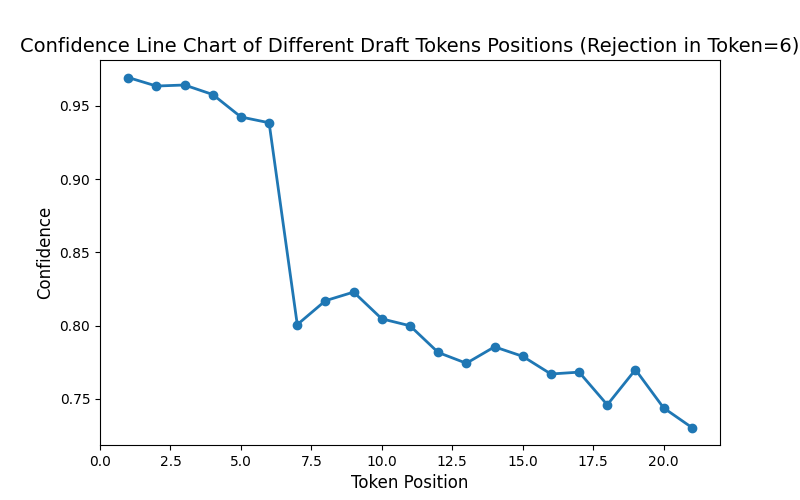 Confidence Line Chart of Different Draft Tokens Positions (Rejection in Token=6)
0.95
0.90
0.85
0.80
0.75
Confidence
0.0 2.5 5.0 7.5 10.0 12.5 15.0 17.5 20.0
Token Position